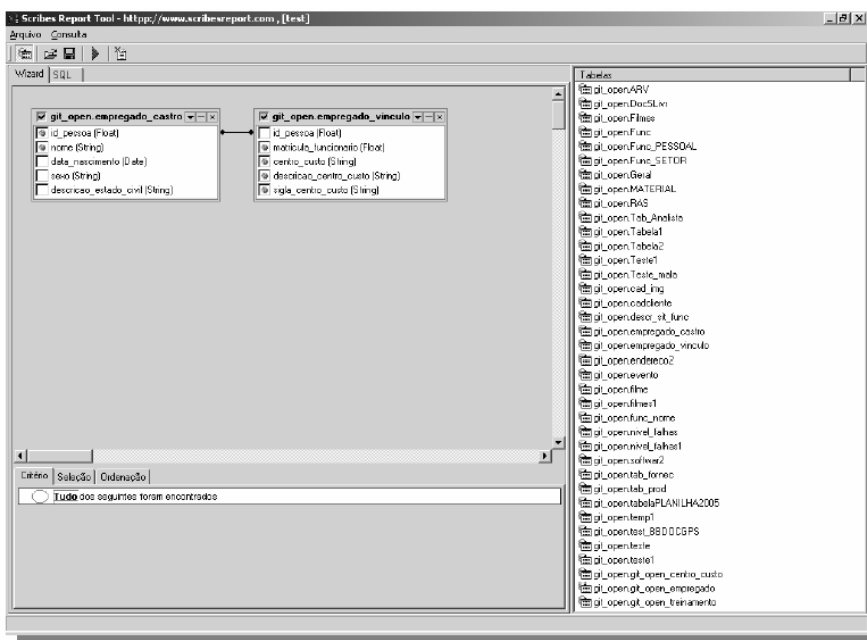 Scribes Report Tool - httpp://www.scribesreport.com , [test]
Arquivo Consulta
Wizard SQL
git_open.empregado_castro
id_pessoa (Float)
nome (String)
data_nascimento (Date)
sexo (String)
descricao_estado_civil (String)
git_open.empregado_vinculo
id_pessoa (Float)
matricula_funcionario (Float)
centro_custo (String)
descricao_centro_custo (String)
sigla_centro_custo (String)
Critério Seleção Ordenação
Tudo dos seguintes foram encontrados
Tabelas
git_open.ARV
git_open.Doc5Livr
git_open.Filmes
git_open.Func
git_open.Func_PESSOAL
git_open.Func_SETOR
git_open.Geral
git_open.MATERIAL
git_open.RAS
git_open.Tab_Analista
git_open.Tabela1
git_open.Tabela2
git_open.Teste1
git_open.Teste_malo
git_open.cad_img
git_open.cadcliente
git_open.descr_sit_func
git_open.empregado_castro
git_open.empregado_vinculo
git_open.endereco2
git_open.evento
git_open.filme
git_open.filmes1
git_open.func_nome
git_open.nivel_falhas
git_open.nivel_falhas1
git_open.softwar2
git_open.tab_fornec
git_open.tab_prod
git_open.tabelaPLANILHA2005
git_open.temp1
git_open.test_BBDOCGPS
git_open.teste
git_open.teste1
git_open.git_open_centro_custo
git_open.git_open_empregado
git_open.git_open_treinamento